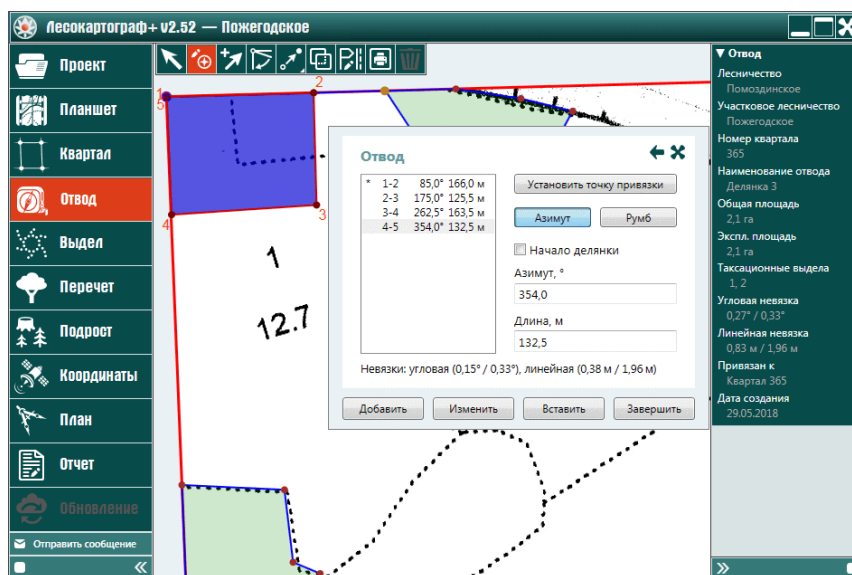 Лесокартограф+ v2.52 — Пожегодское
Проект
Планшет
Квартал
Отвод
Выдел
Перечет
Подрост
Координаты
План
Отчет
Обновление
Отправить сообщение
1
5
2
3
4
1
12.7
Отвод
* 1-2 85,0° 166,0 м
2-3 175,0° 125,5 м
3-4 262,5° 163,5 м
4-5 354,0° 132,5 м
Установить точку привязки
Азимут Румб
Начало делянки
Азимут, °
354,0
Длина, м
132,5
Невязки: угловая (0,15° / 0,33°), линейная (0,38 м / 1,96 м)
Добавить Изменить Вставить Завершить
▼ Отвод
Лесничество
Помоздинское
Участковое лесничество
Пожегодское
Номер квартала
365
Наименование отвода
Делянка 3
Общая площадь
2,1 га
Экспл. площадь
2,1 га
Таксационные выдела
1, 2
Угловая невязка
0,27° / 0,33°
Линейная невязка
0,83 м / 1,96 м
Привязан к
Квартал 365
Дата создания
29.05.2018